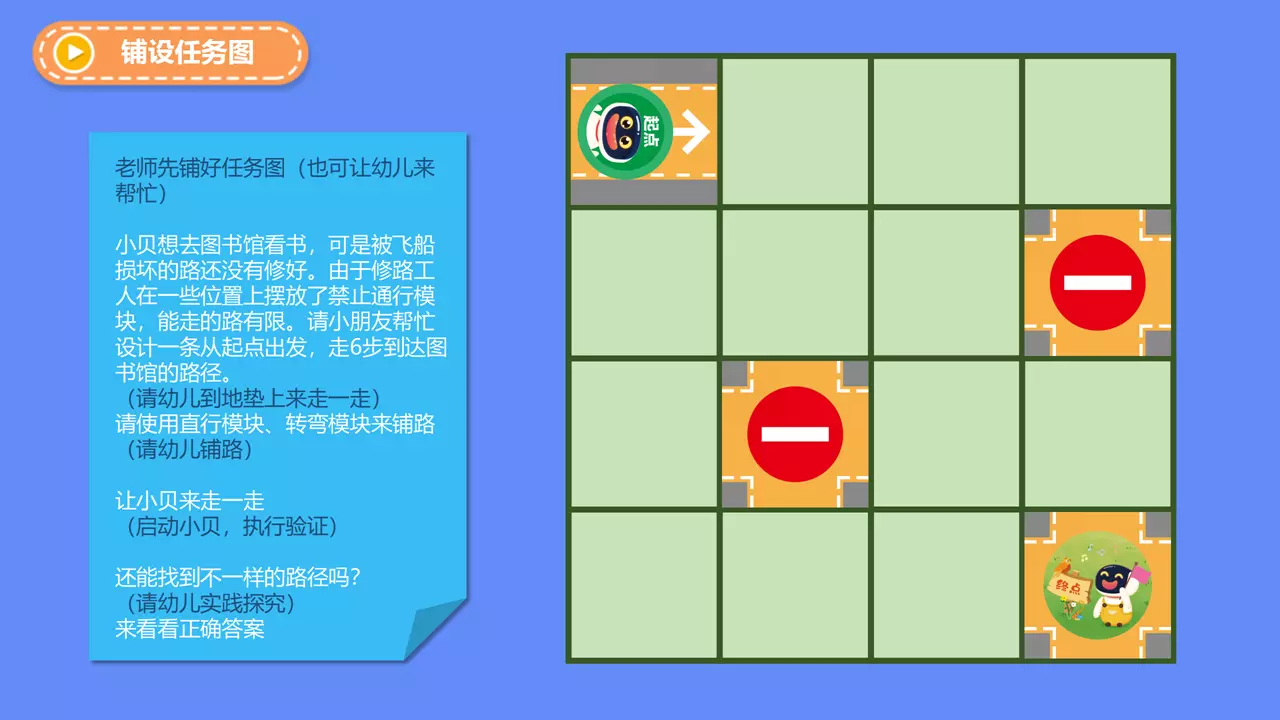 铺设任务图
老师先铺好任务图（也可让幼儿来
帮忙）
小贝想去图书馆看书，可是被飞船
损坏的路还没有修好。由于修路工
人在一些位置上摆放了禁止通行模
块，能走的路有限。请小朋友帮忙
设计一条从起点出发，走6步到达图
书馆的路径。
（请幼儿到地垫上来走一走）
请使用直行模块、转弯模块来铺路
（请幼儿铺路）
让小贝来走一走
（启动小贝，执行验证）
还能找到不一样的路径吗?
（请幼儿实践探究）
来看看正确答案
起点
终点